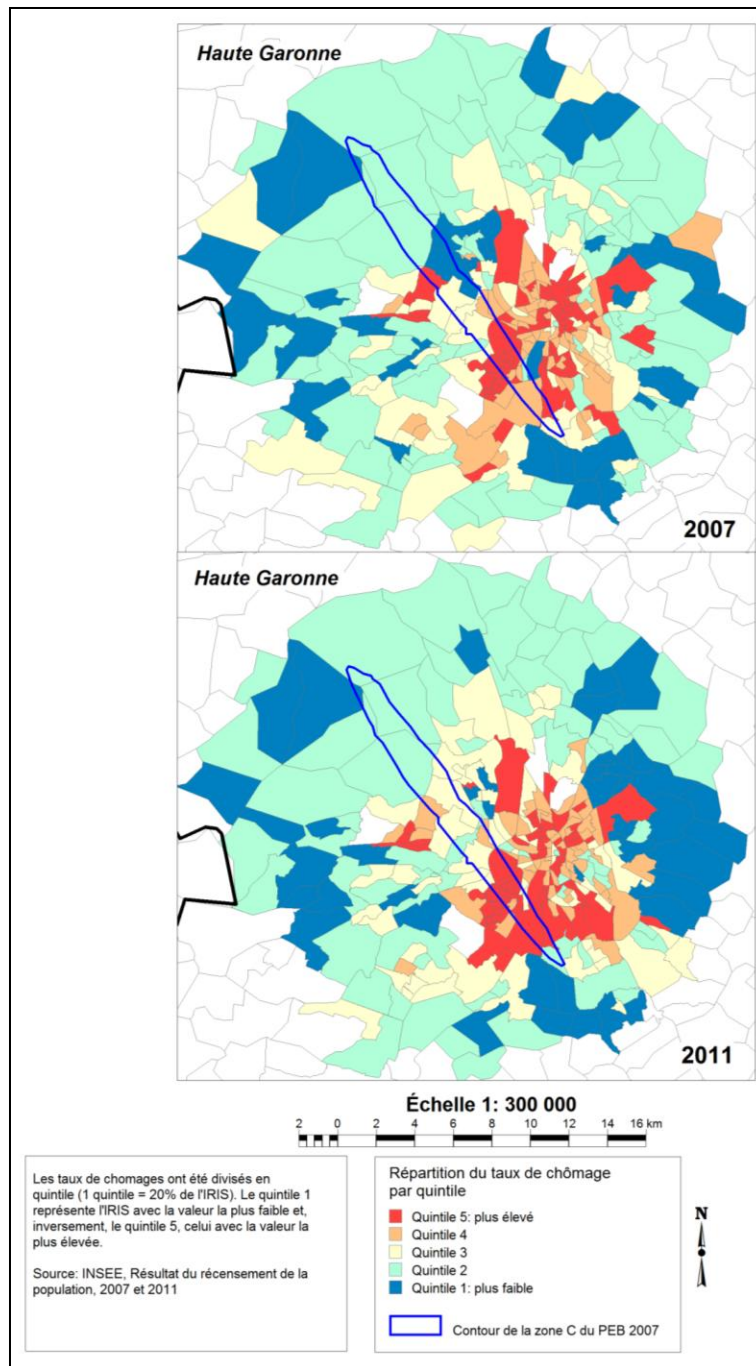 Haute Garonne
2007
Haute Garonne
2011
Échelle 1: 300 000
2 0 2 4 6 8 10 12 14 16 km
Les taux de chomages ont été divisés en
quintile (1 quintile = 20% de l'IRIS). Le quintile 1
représente l'IRIS avec la valeur la plus faible et,
inversement, le quintile 5, celui avec la valeur la
plus élevée.
Source: INSEE, Résultat du récensement de la
population, 2007 et 2011
Répartition du taux de chômage
par quintile
Quintile 5: plus élevé
Quintile 4
Quintile 3
Quintile 2
Quintile 1: plus faible
Contour de la zone C du PEB 2007
N